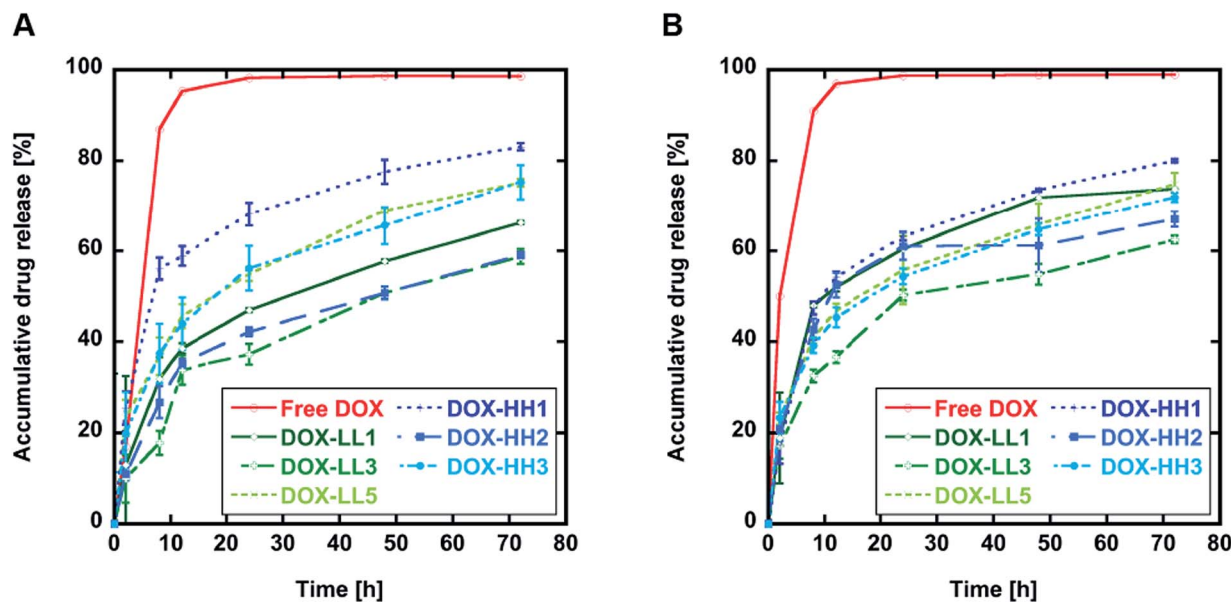 A
Accumulative drug release [%]
100
80
60
40
20
0
Free DOX
DOX-HH1
DOX-LL1
DOX-HH2
DOX-LL3
DOX-HH3
DOX-LL5
0 10 20 30 40 50 60 70 80
Time [h]
B
Accumulative drug release [%]
100
80
60
40
20
0
Free DOX
DOX-HH1
DOX-LL1
DOX-HH2
DOX-LL3
DOX-HH3
DOX-LL5
0 10 20 30 40 50 60 70 80
Time [h]